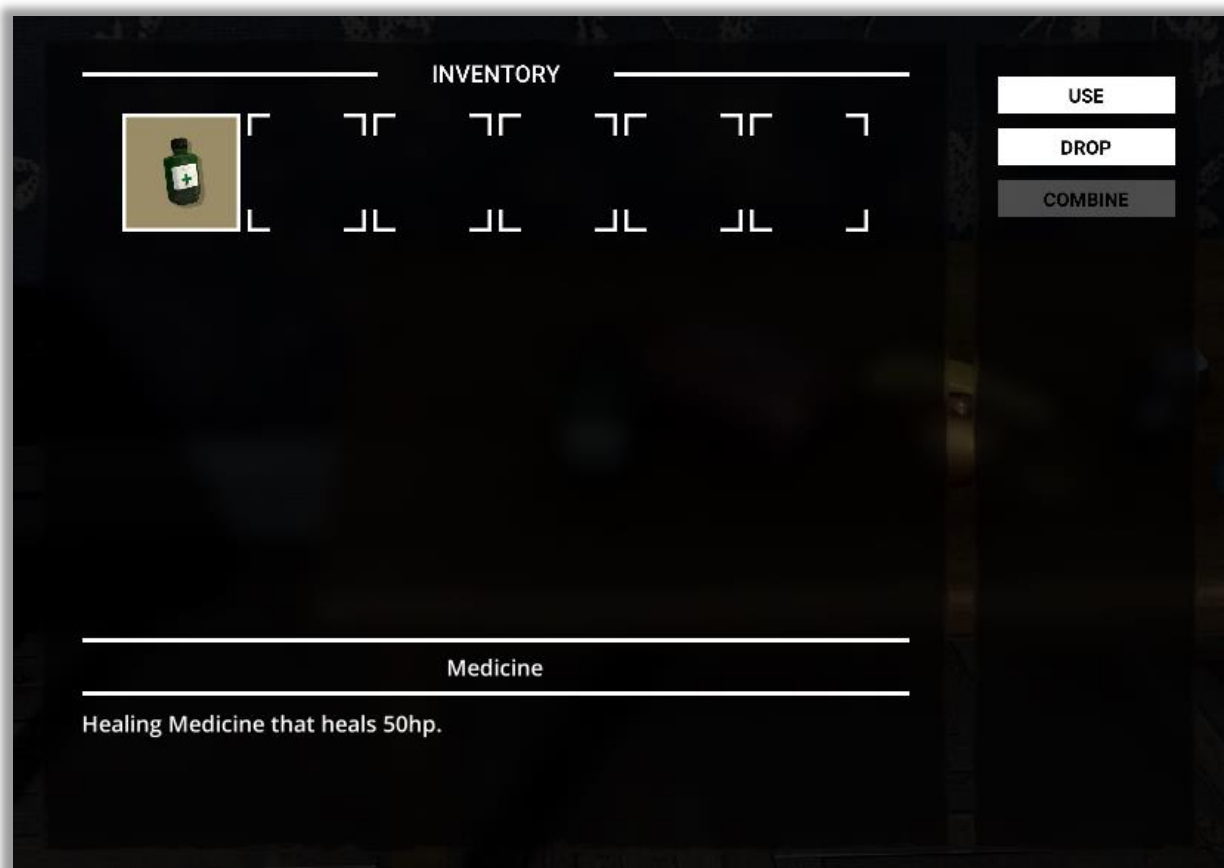 INVENTORY
USE
DROP
COMBINE
Medicine
Healing Medicine that heals 50hp.